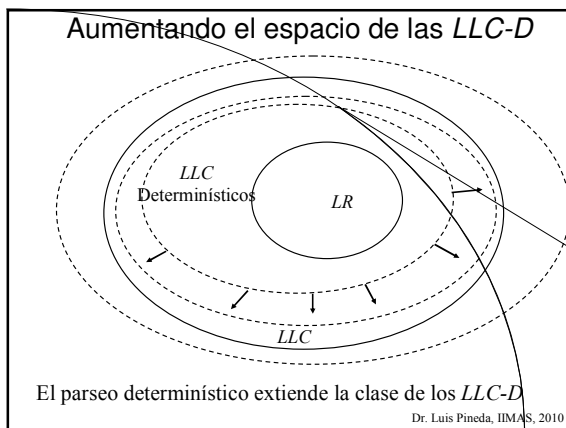 Aumentando el espacio de las LLC-D
LLC
Determinísticos
LR
LLC
El parseo determinístico extiende la clase de los LLC-D
Dr. Luis Pineda, IIMAS, 2010